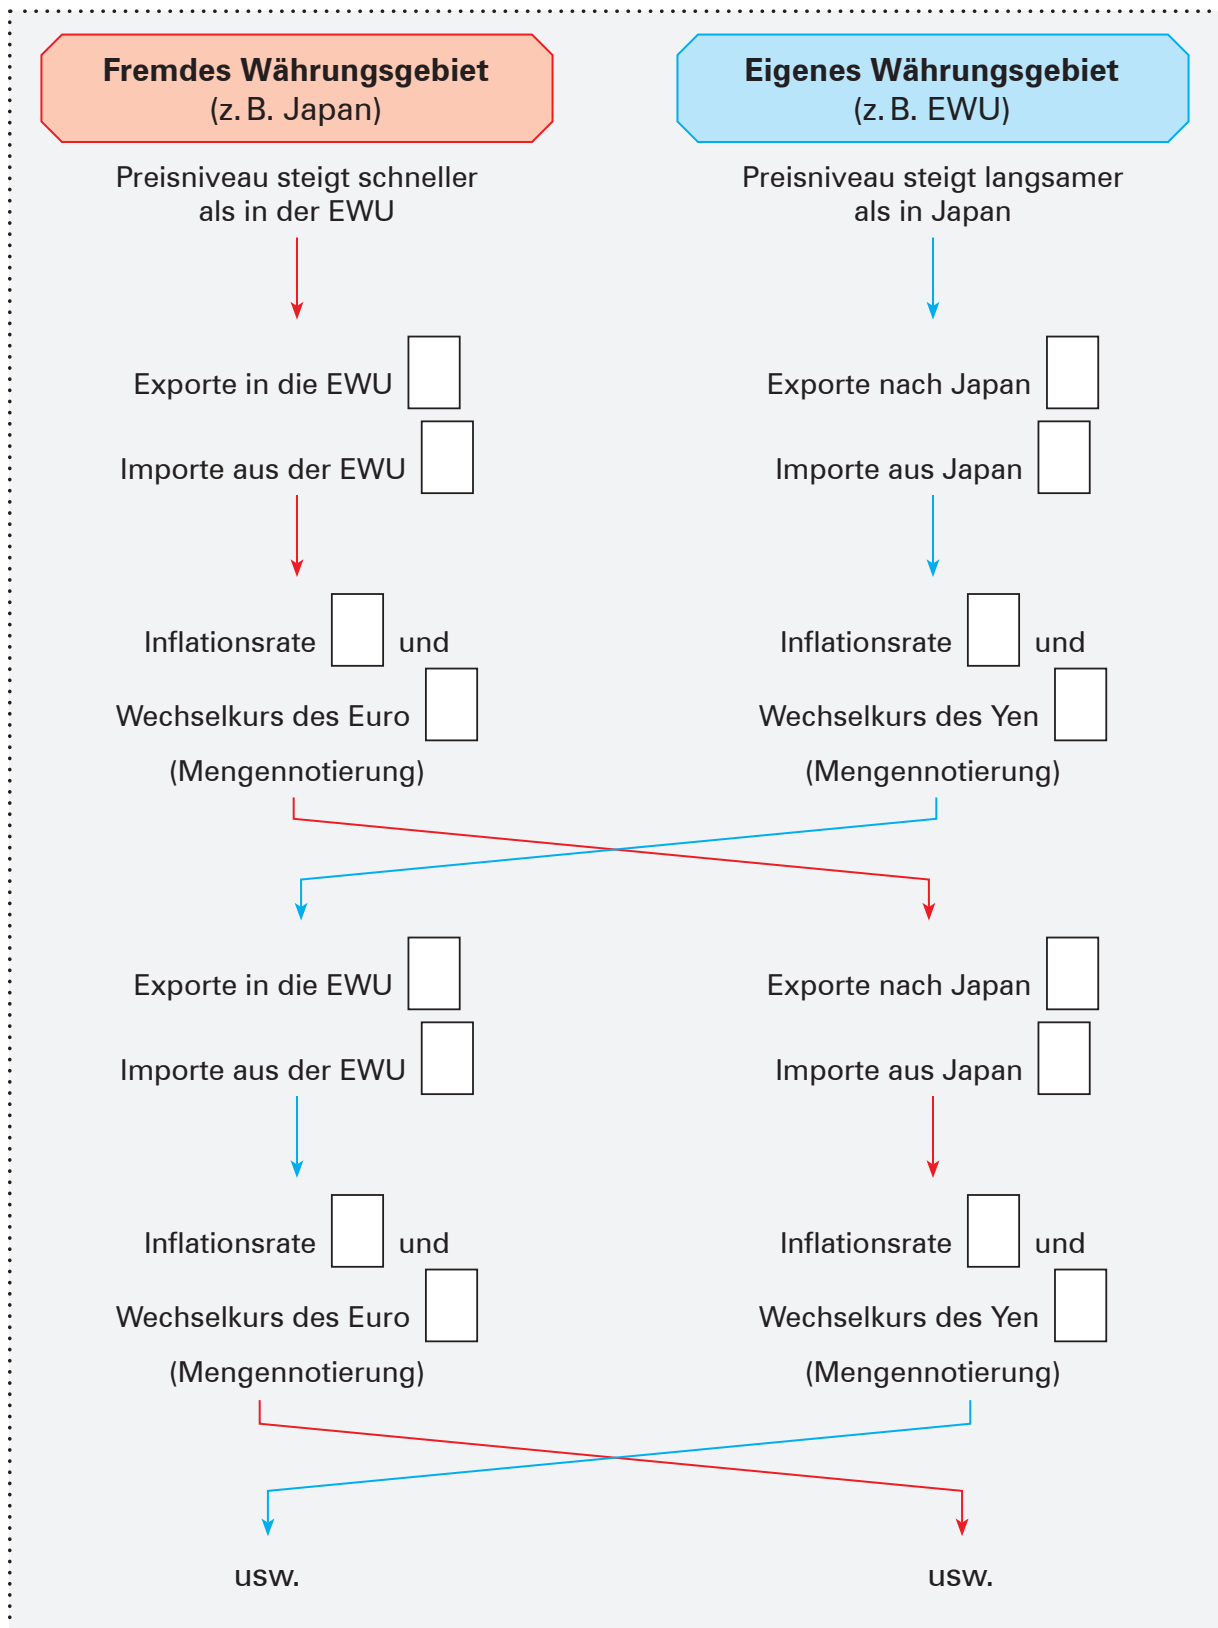 Fremdes Währungsgebiet
(z. B. Japan)
Preisniveau steigt schneller
als in der EWU
Exporte in die EWU
Importe aus der EWU
Inflationsrate und
Wechselkurs des Euro
(Mengennotierung)
Exporte in die EWU
Importe aus der EWU
Inflationsrate und
Wechselkurs des Euro
(Mengennotierung)
usw.
Eigenes Währungsgebiet
(z. B. EWU)
Preisniveau steigt langsamer
als in Japan
Exporte nach Japan
Importe aus Japan
Inflationsrate und
Wechselkurs des Yen
(Mengennotierung)
Exporte nach Japan
Importe aus Japan
Inflationsrate und
Wechselkurs des Yen
(Mengennotierung)
usw.